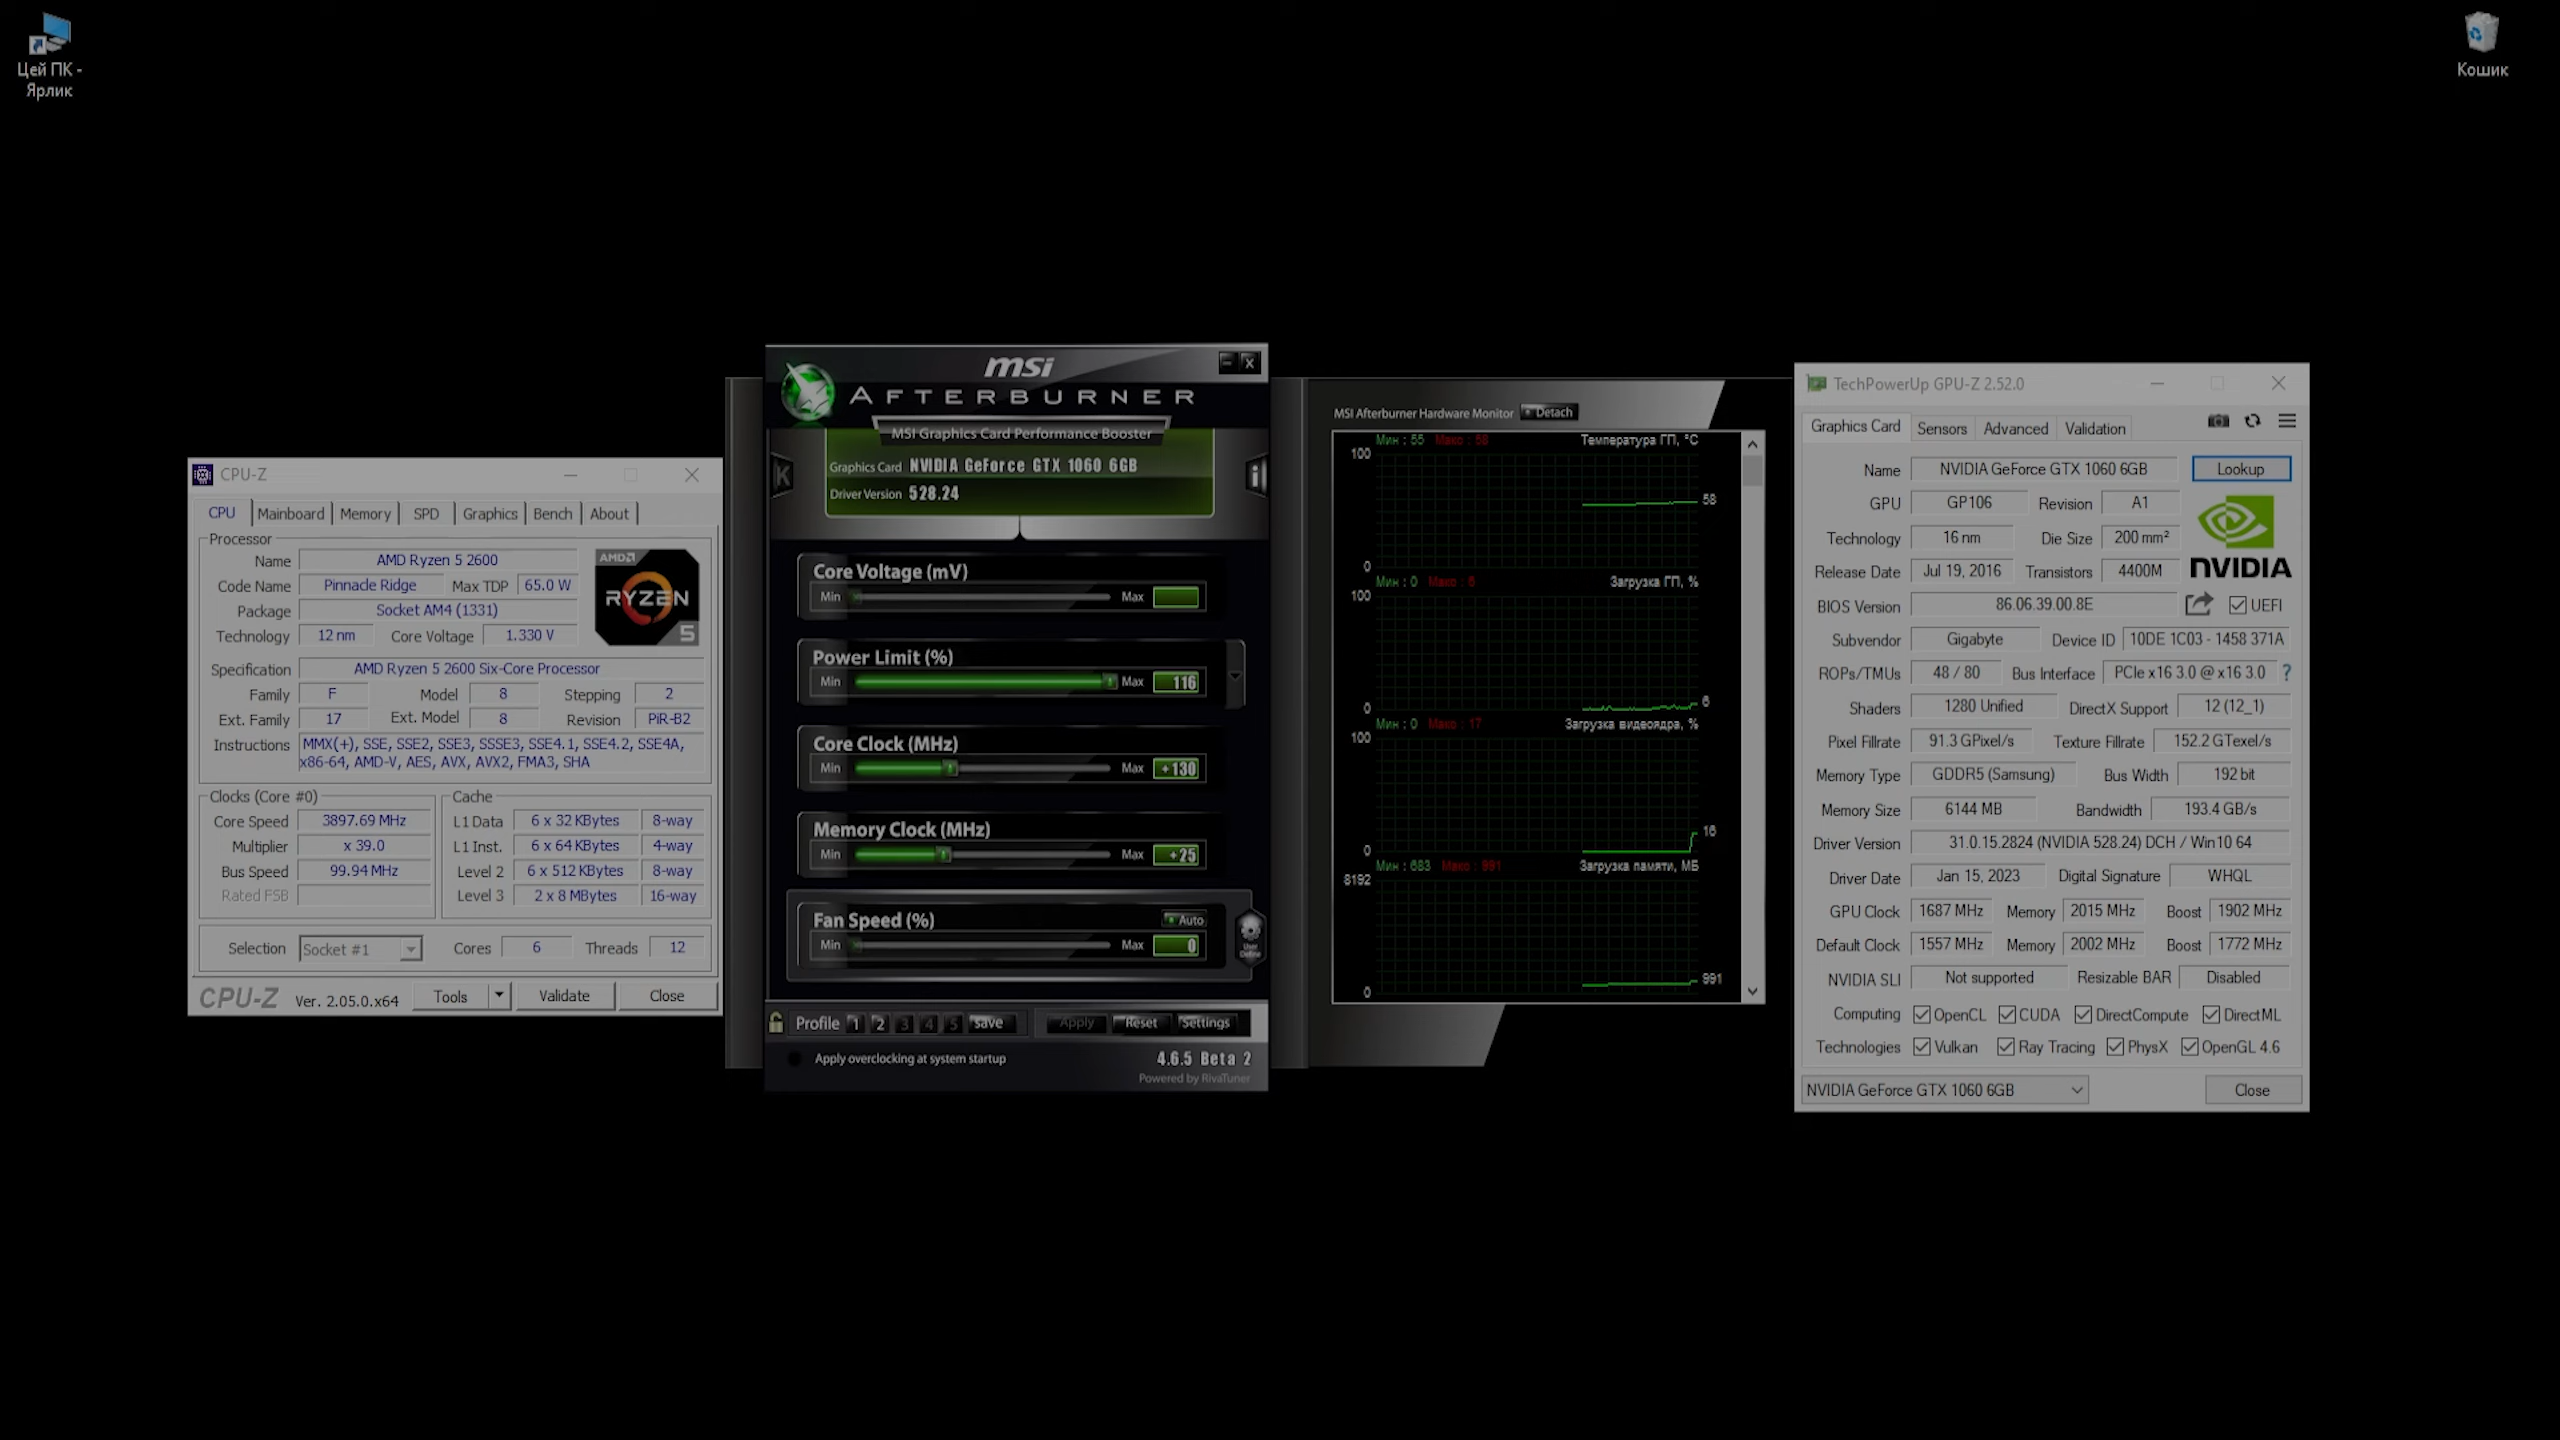 Цей ПК -
Ярлик
Кошик
CPU-Z
CPU Mainboard Memory SPD Graphics Bench About
Processor
Name AMD Ryzen 5 2600
Code Name Pinnacle Ridge Max TDP 65.0 W
Package Socket AM4 (1331)
Technology 12 nm Core Voltage 1.330 V
AMD
RYZEN
5
Specification AMD Ryzen 5 2600 Six-Core Processor
Family F Model 8 Stepping 2
Ext. Family 17 Ext. Model 8 Revision PiR-B2
Instructions MMX(+), SSE, SSE2, SSE3, SSSE3, SSE4.1, SSE4.2, SSE4A,
x86-64, AMD-V, AES, AVX, AVX2, FMA3, SHA
Clocks (Core #0)
Core Speed 3897.69 MHz
Multiplier x 39.0
Bus Speed 99.94 MHz
Rated FSB
Cache
L1 Data 6 x 32 KBytes 8-way
L1 Inst. 6 x 64 KBytes 4-way
Level 2 6 x 512 KBytes 8-way
Level 3 2 x 8 MBytes 16-way
Selection Socket #1 Cores 6 Threads 12
CPU-Z Ver. 2.05.0.x64 Tools Validate Close
msi
AFTERBURNER
MSI Graphics Card Performance Booster
K
i
Graphics Card NVIDIA GeForce GTX 1060 6GB
Driver Version 528.24
Core Voltage (mV)
Min Max
Power Limit (%)
Min Max 116
Core Clock (MHz)
Min Max +130
Memory Clock (MHz)
Min Max +25
Fan Speed (%) Auto
Min Max 0
User
Define
Profile 1 2 3 4 5 Save Apply Reset Settings
Apply overclocking at system startup 4.6.5 Beta 2
Powered by RivaTuner
MSI Afterburner Hardware Monitor Detach
Мин : 55 Макс : 58 Температура ГП, °C
100
58
0
Мин : 0 Макс : 6 Загрузка ГП, %
100
6
0
Мин : 0 Макс : 17 Загрузка видеоядра, %
100
16
0
Мин : 683 Макс : 991 Загрузка памяти, МБ
8192
991
0
TechPowerUp GPU-Z 2.52.0
Graphics Card Sensors Advanced Validation
Name NVIDIA GeForce GTX 1060 6GB Lookup
GPU GP106 Revision A1
Technology 16 nm Die Size 200 mm²
Release Date Jul 19, 2016 Transistors 4400M
NVIDIA
BIOS Version 86.06.39.00.8E UEFI
Subvendor Gigabyte Device ID 10DE 1C03 - 1458 371A
ROPs/TMUs 48 / 80 Bus Interface PCIe x16 3.0 @ x16 3.0 ?
Shaders 1280 Unified DirectX Support 12 (12_1)
Pixel Fillrate 91.3 GPixel/s Texture Fillrate 152.2 GTexel/s
Memory Type GDDR5 (Samsung) Bus Width 192 bit
Memory Size 6144 MB Bandwidth 193.4 GB/s
Driver Version 31.0.15.2824 (NVIDIA 528.24) DCH / Win10 64
Driver Date Jan 15, 2023 Digital Signature WHQL
GPU Clock 1687 MHz Memory 2015 MHz Boost 1902 MHz
Default Clock 1557 MHz Memory 2002 MHz Boost 1772 MHz
NVIDIA SLI Not supported Resizable BAR Disabled
Computing OpenCL CUDA DirectCompute DirectML
Technologies Vulkan Ray Tracing PhysX OpenGL 4.6
NVIDIA GeForce GTX 1060 6GB Close